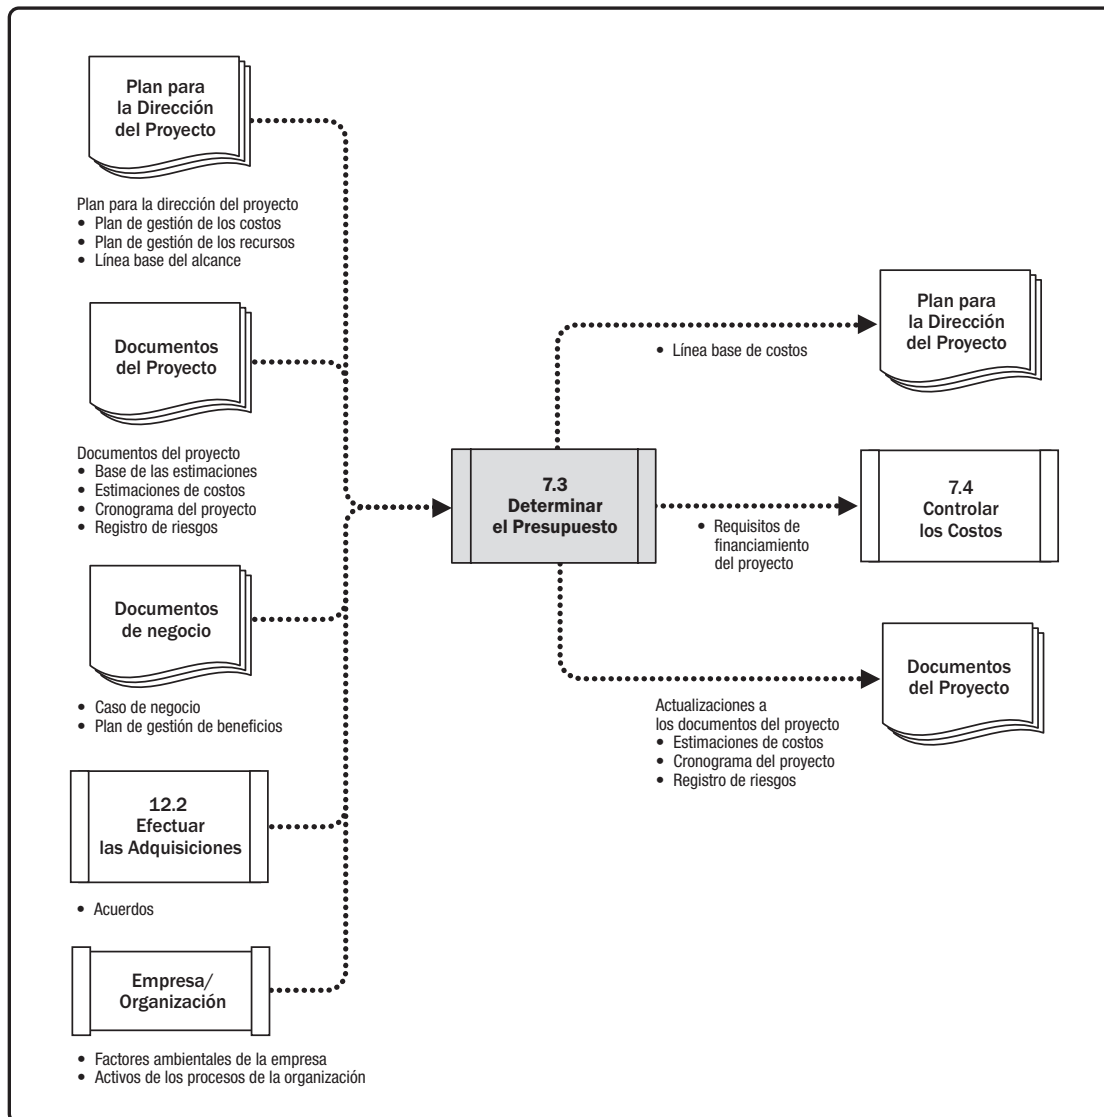 Plan para
la Dirección
del Proyecto
Plan para la dirección del proyecto
• Plan de gestión de los costos
• Plan de gestión de los recursos
• Línea base del alcance
Documentos
del Proyecto
Documentos del proyecto
• Base de las estimaciones
• Estimaciones de costos
• Cronograma del proyecto
• Registro de riesgos
Documentos
de negocio
• Caso de negocio
• Plan de gestión de beneficios
12.2
Efectuar
las Adquisiciones
• Acuerdos
Empresa/
Organización
• Factores ambientales de la empresa
• Activos de los procesos de la organización
7.3
Determinar
el Presupuesto
• Línea base de costos
Plan para
la Dirección
del Proyecto
• Requisitos de
financiamiento
del proyecto
7.4
Controlar
los Costos
Actualizaciones a
los documentos del proyecto
• Estimaciones de costos
• Cronograma del proyecto
• Registro de riesgos
Documentos
del Proyecto